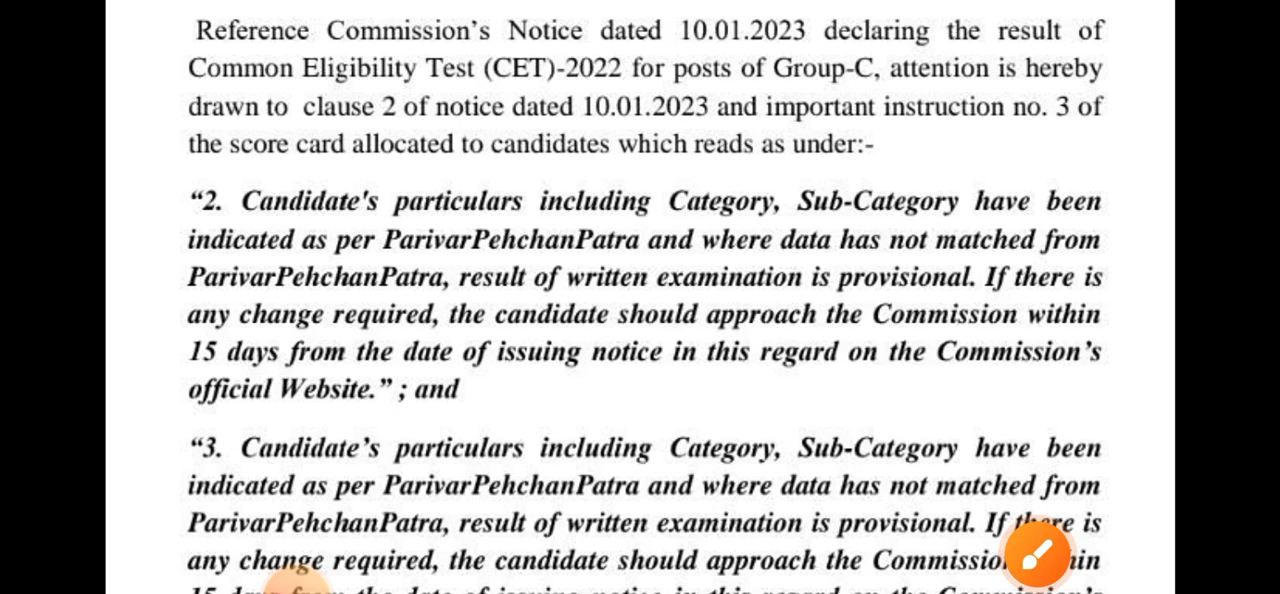 Reference Commission’s Notice dated 10.01.2023 declaring the result of
Common Eligibility Test (CET)-2022 for posts of Group-C, attention is hereby
drawn to clause 2 of notice dated 10.01.2023 and important instruction no. 3 of
the score card allocated to candidates which reads as under:-
“2. Candidate's particulars including Category, Sub-Category have been
indicated as per ParivarPehchanPatra and where data has not matched from
ParivarPehchanPatra, result of written examination is provisional. If there is
any change required, the candidate should approach the Commission within
15 days from the date of issuing notice in this regard on the Commission’s
official Website.” ; and
“3. Candidate’s particulars including Category, Sub-Category have been
indicated as per ParivarPehchanPatra and where data has not matched from
ParivarPehchanPatra, result of written examination is provisional. If there is
any change required, the candidate should approach the